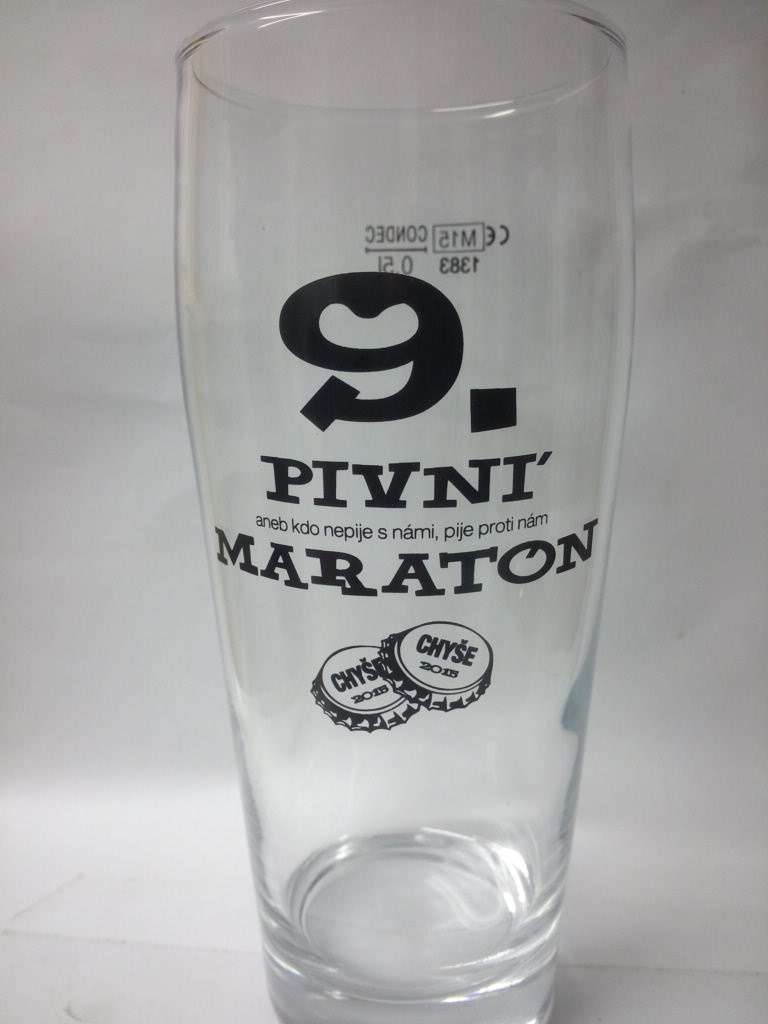 CE M15 CONDEC
1383 0.5l
9.
PIVNÍ
aneb kdo nepije s námi, pije proti nám
MARATON
CHYŠE
2015
CHYŠE
2015